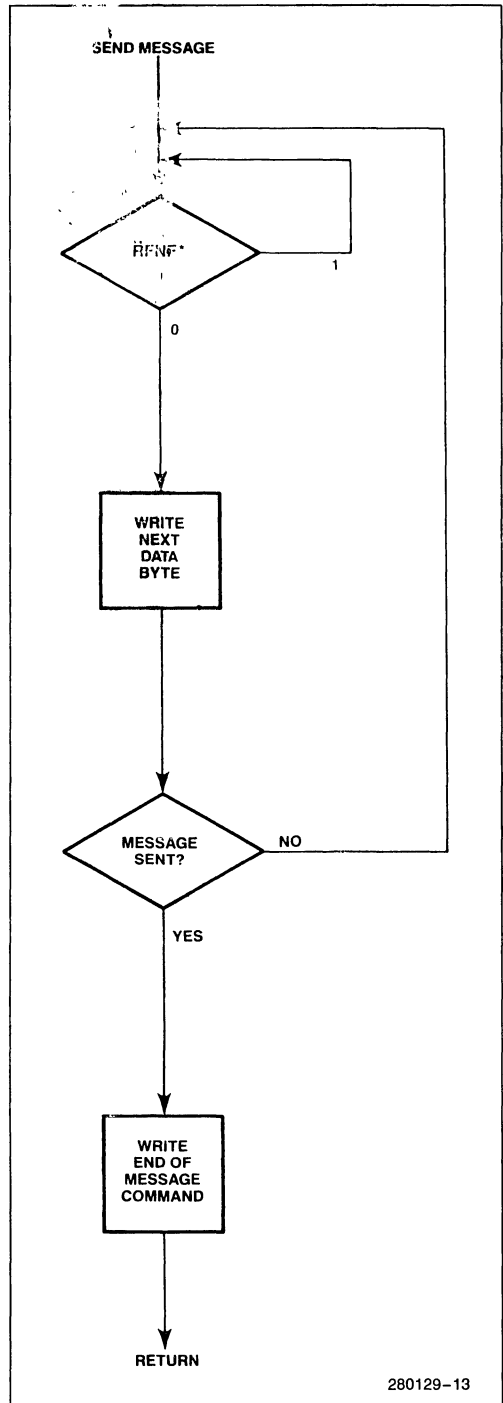 SEND MESSAGE
RFNF*
1
0
WRITE
NEXT
DATA
BYTE
MESSAGE
SENT?
NO
YES
WRITE
END OF
MESSAGE
COMMAND
RETURN
280129-13